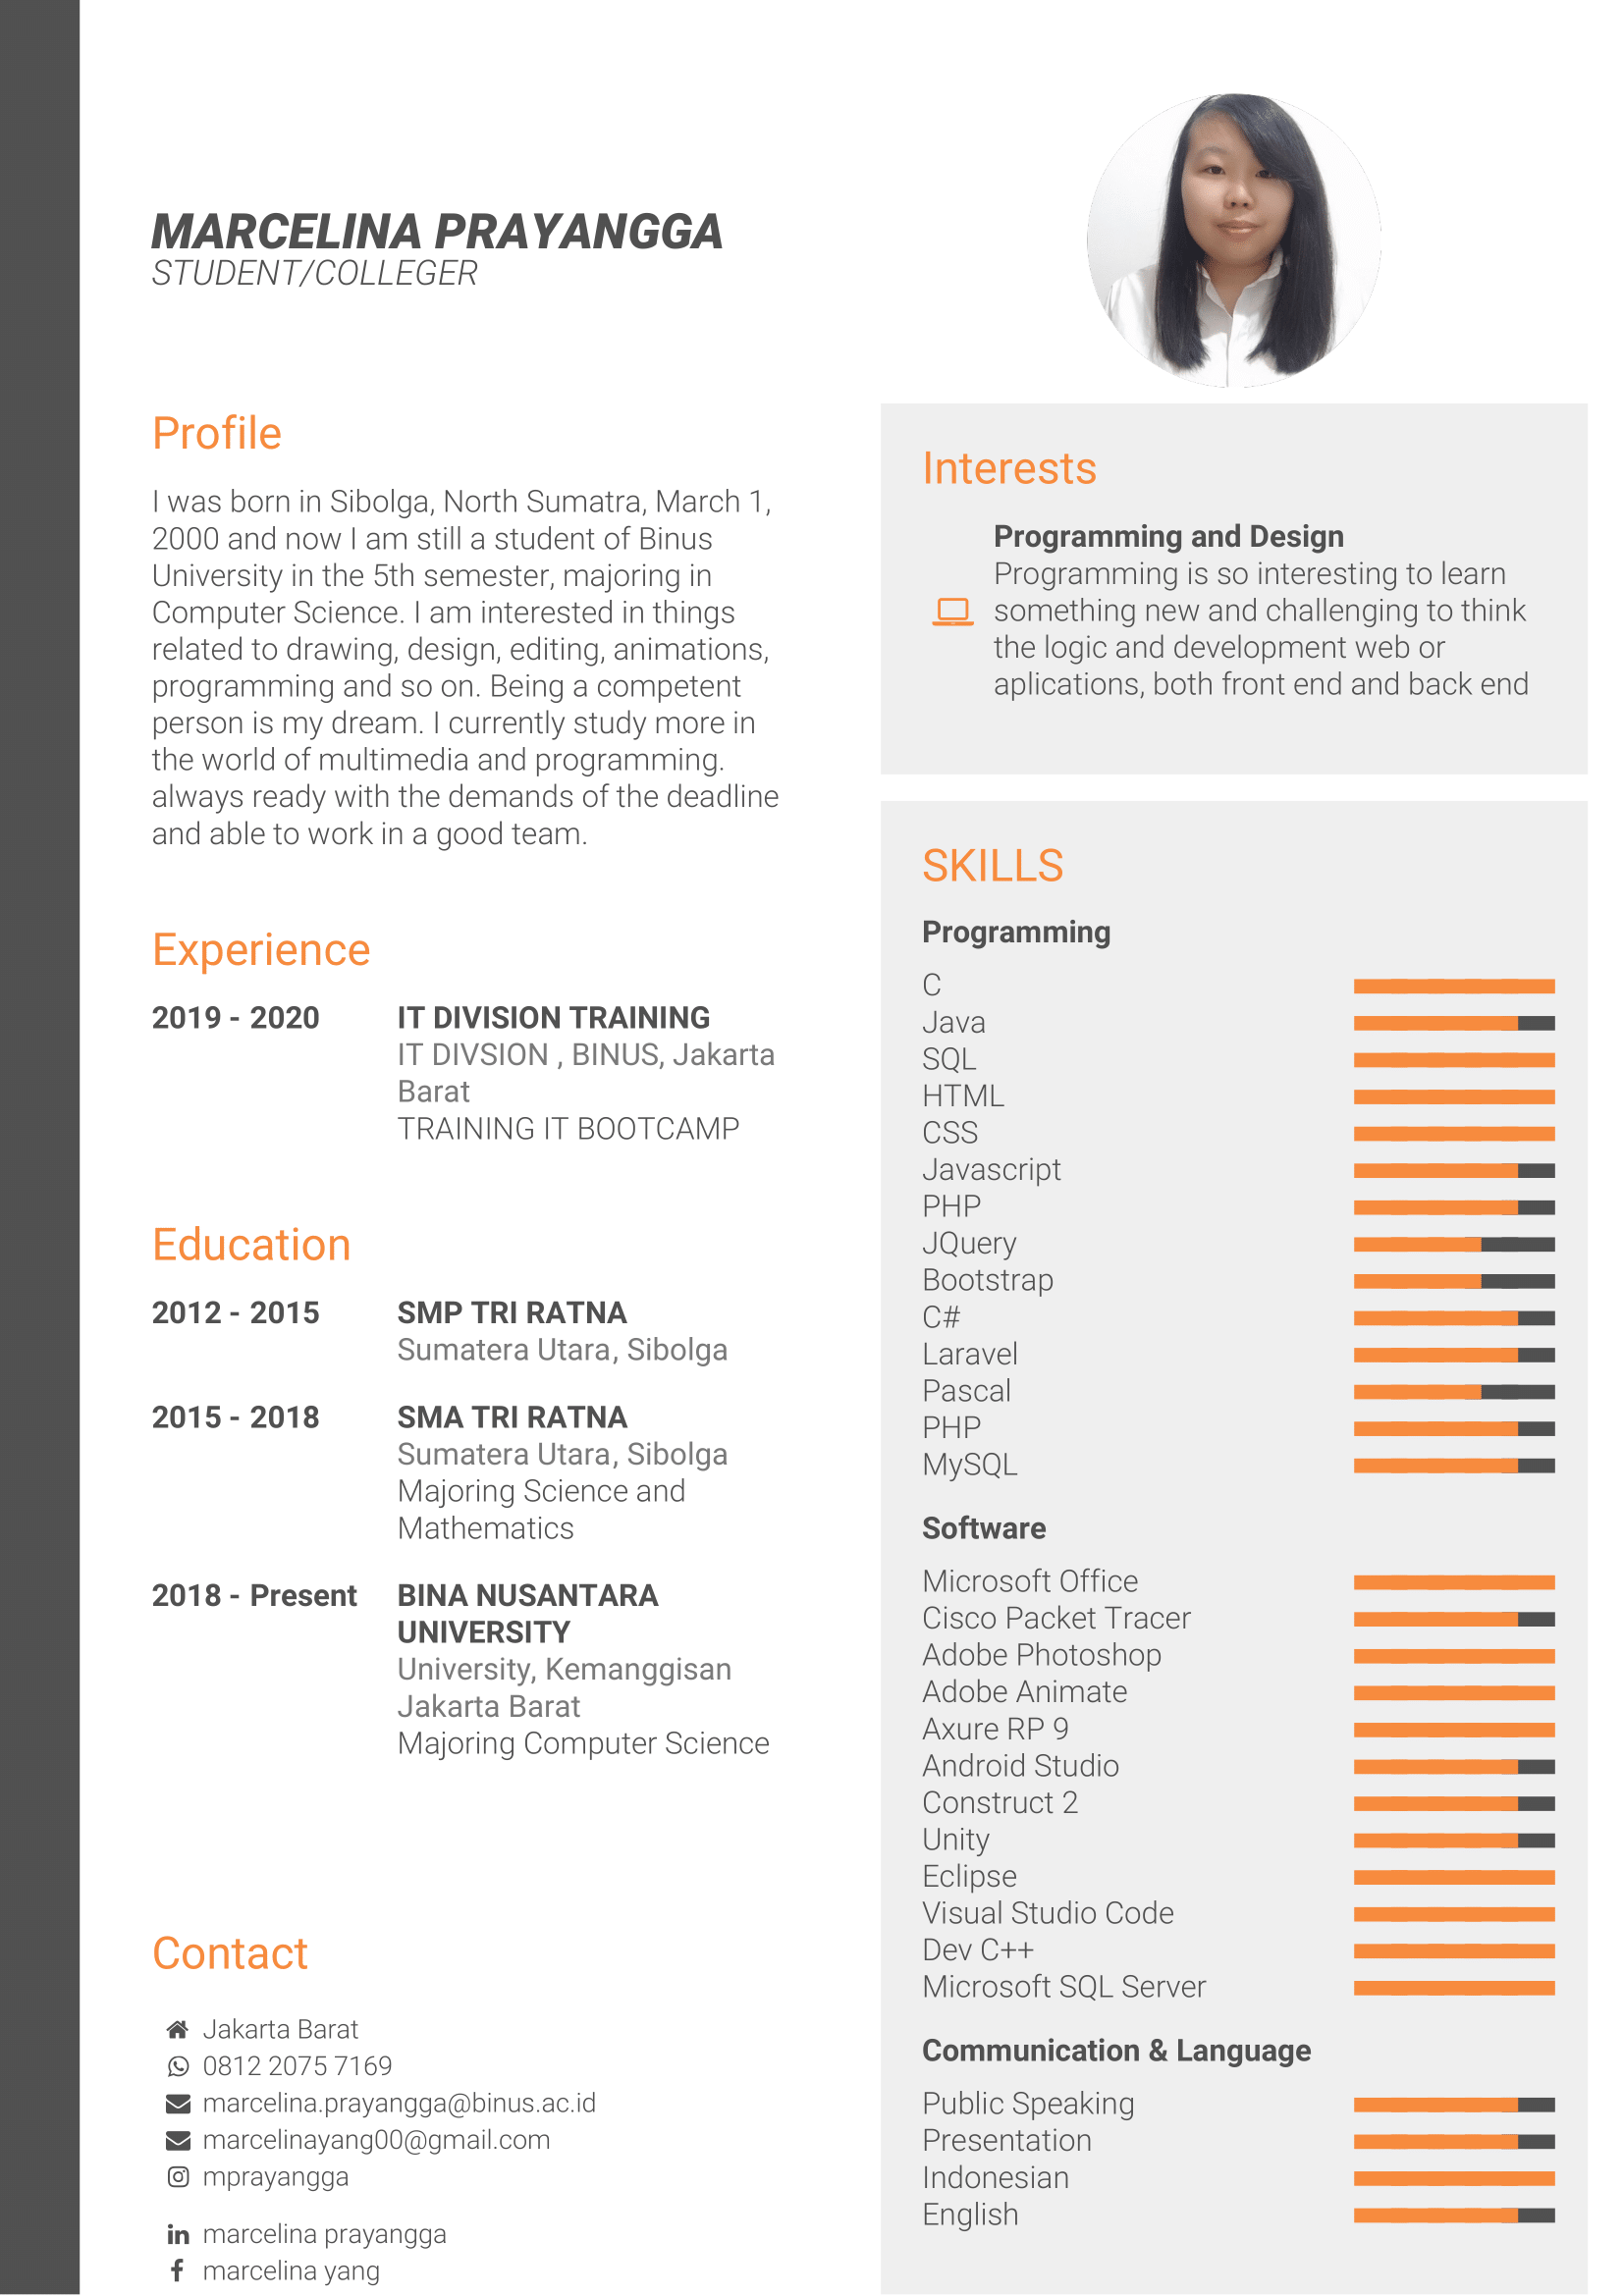 MARCELINA PRAYANGGA
STUDENT/COLLEGER
Profile
I was born in Sibolga, North Sumatra, March 1,
2000 and now I am still a student of Binus
University in the 5th semester, majoring in
Computer Science. I am interested in things
related to drawing, design, editing, animations,
programming and so on. Being a competent
person is my dream. I currently study more in
the world of multimedia and programming.
always ready with the demands of the deadline
and able to work in a good team.
Experience
2019 - 2020
IT DIVISION TRAINING
IT DIVSION , BINUS, Jakarta
Barat
TRAINING IT BOOTCAMP
Education
2012 - 2015
SMP TRI RATNA
Sumatera Utara, Sibolga
2015 - 2018
SMA TRI RATNA
Sumatera Utara, Sibolga
Majoring Science and
Mathematics
2018 - Present
BINA NUSANTARA
UNIVERSITY
University, Kemanggisan
Jakarta Barat
Majoring Computer Science
Contact
Jakarta Barat
0812 2075 7169
marcelina.prayangga@binus.ac.id
marcelinayang00@gmail.com
mprayangga
marcelina prayangga
marcelina yang
Interests
Programming and Design
Programming is so interesting to learn
something new and challenging to think
the logic and development web or
aplications, both front end and back end
SKILLS
Programming
C
Java
SQL
HTML
CSS
Javascript
PHP
JQuery
Bootstrap
C#
Laravel
Pascal
PHP
MySQL
Software
Microsoft Office
Cisco Packet Tracer
Adobe Photoshop
Adobe Animate
Axure RP 9
Android Studio
Construct 2
Unity
Eclipse
Visual Studio Code
Dev C++
Microsoft SQL Server
Communication & Language
Public Speaking
Presentation
Indonesian
English